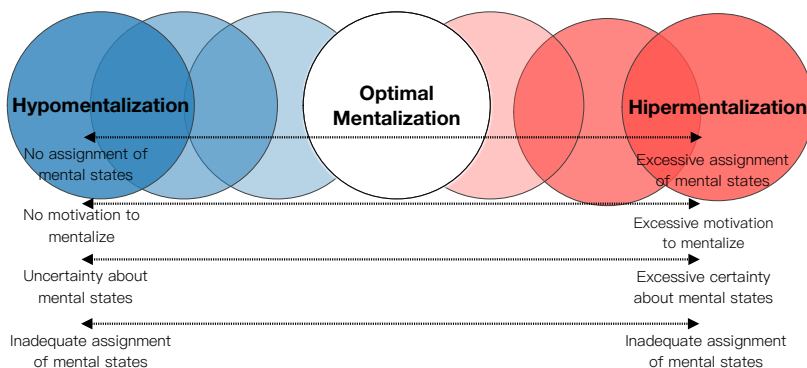 Hypomentalization
Optimal
Mentalization
Hipermentalization
No assignment of
mental states
Excessive assignment
of mental states
No motivation to
mentalize
Excessive motivation
to mentalize
Uncertainty about
mental states
Excessive certainty
about mental states
Inadequate assignment
of mental states
Inadequate assignment
of mental states